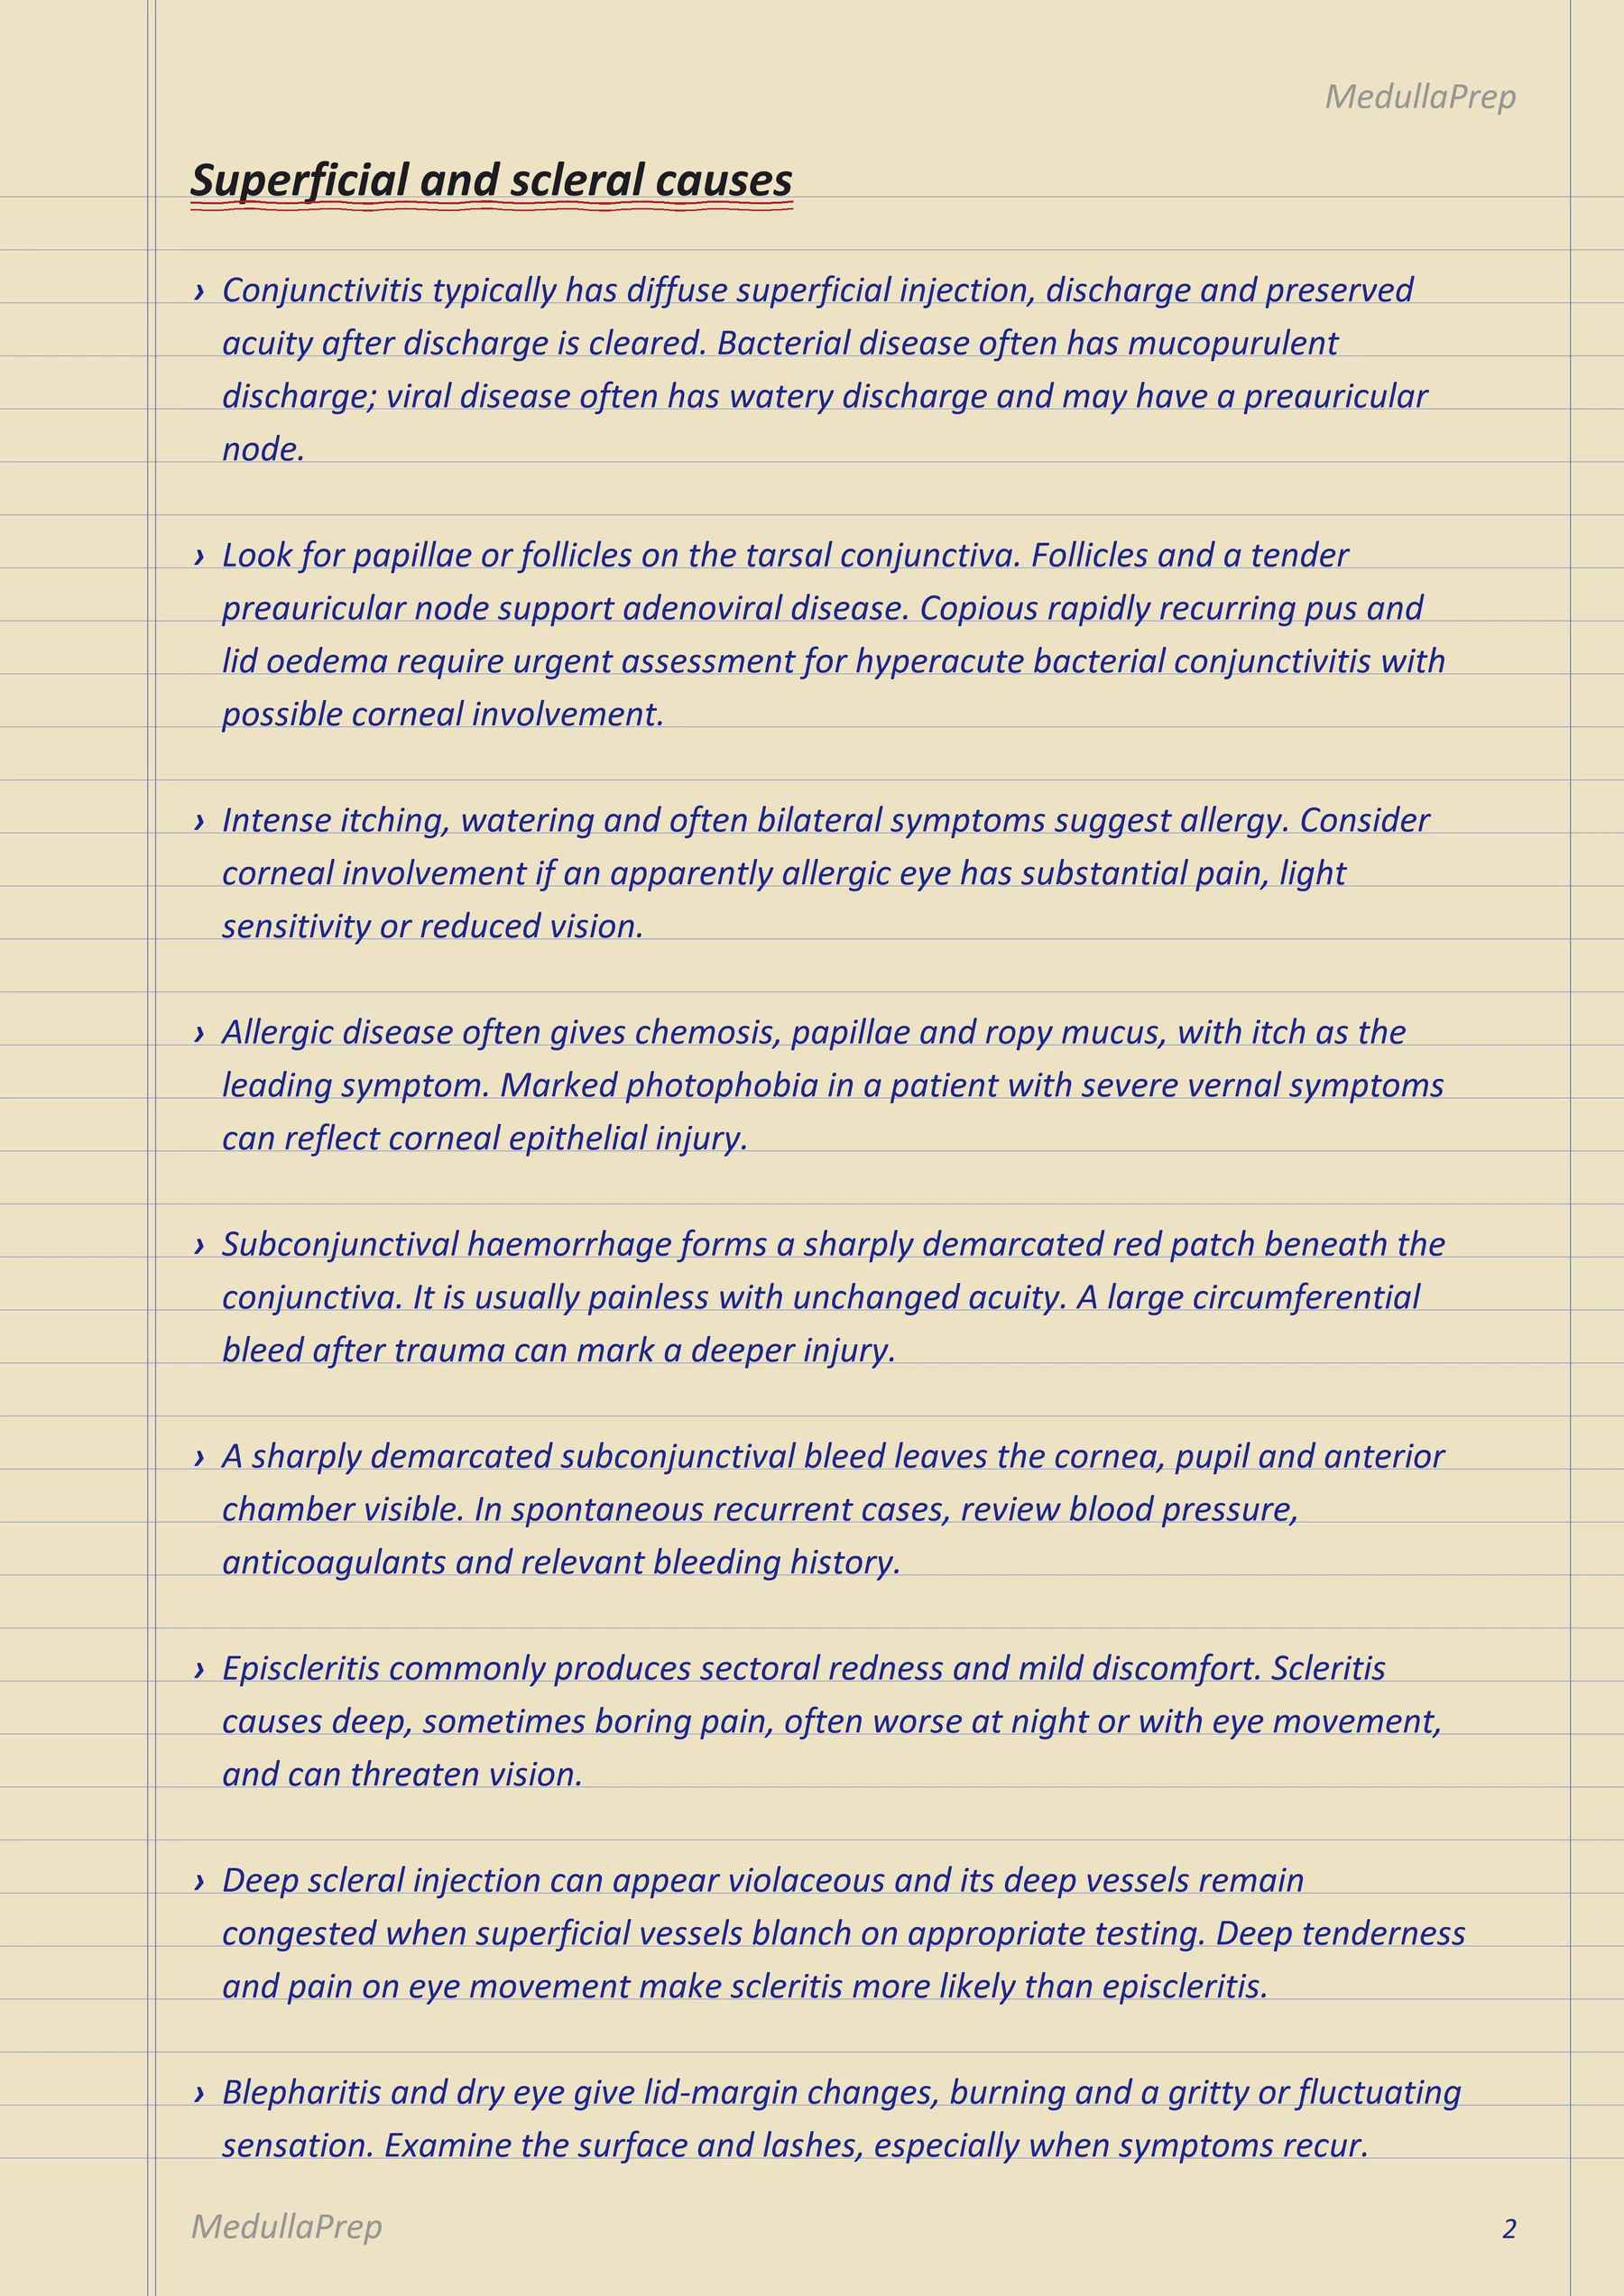 MedullaPrep
Superficial and scleral causes
› Conjunctivitis typically has diffuse superficial injection, discharge and preserved
acuity after discharge is cleared. Bacterial disease often has mucopurulent
discharge; viral disease often has watery discharge and may have a preauricular
node.
› Look for papillae or follicles on the tarsal conjunctiva. Follicles and a tender
preauricular node support adenoviral disease. Copious rapidly recurring pus and
lid oedema require urgent assessment for hyperacute bacterial conjunctivitis with
possible corneal involvement.
› Intense itching, watering and often bilateral symptoms suggest allergy. Consider
corneal involvement if an apparently allergic eye has substantial pain, light
sensitivity or reduced vision.
› Allergic disease often gives chemosis, papillae and ropy mucus, with itch as the
leading symptom. Marked photophobia in a patient with severe vernal symptoms
can reflect corneal epithelial injury.
› Subconjunctival haemorrhage forms a sharply demarcated red patch beneath the
conjunctiva. It is usually painless with unchanged acuity. A large circumferential
bleed after trauma can mark a deeper injury.
› A sharply demarcated subconjunctival bleed leaves the cornea, pupil and anterior
chamber visible. In spontaneous recurrent cases, review blood pressure,
anticoagulants and relevant bleeding history.
› Episcleritis commonly produces sectoral redness and mild discomfort. Scleritis
causes deep, sometimes boring pain, often worse at night or with eye movement,
and can threaten vision.
› Deep scleral injection can appear violaceous and its deep vessels remain
congested when superficial vessels blanch on appropriate testing. Deep tenderness
and pain on eye movement make scleritis more likely than episcleritis.
› Blepharitis and dry eye give lid-margin changes, burning and a gritty or fluctuating
sensation. Examine the surface and lashes, especially when symptoms recur.
MedullaPrep
2